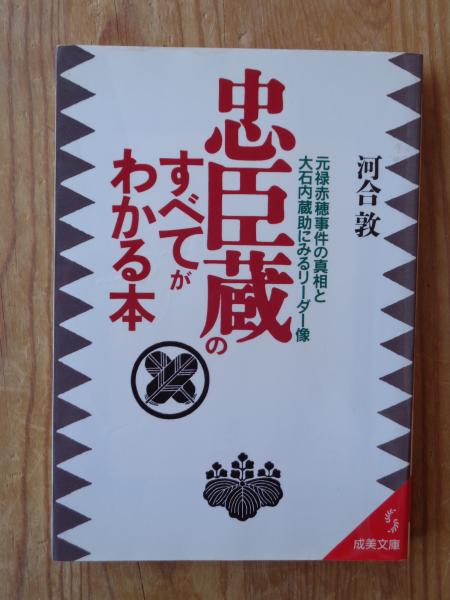 河合敦
元禄赤穂事件の真相と
大石内蔵助にみるリーダー像
忠臣蔵の
すべてが
わかる本
成美文庫